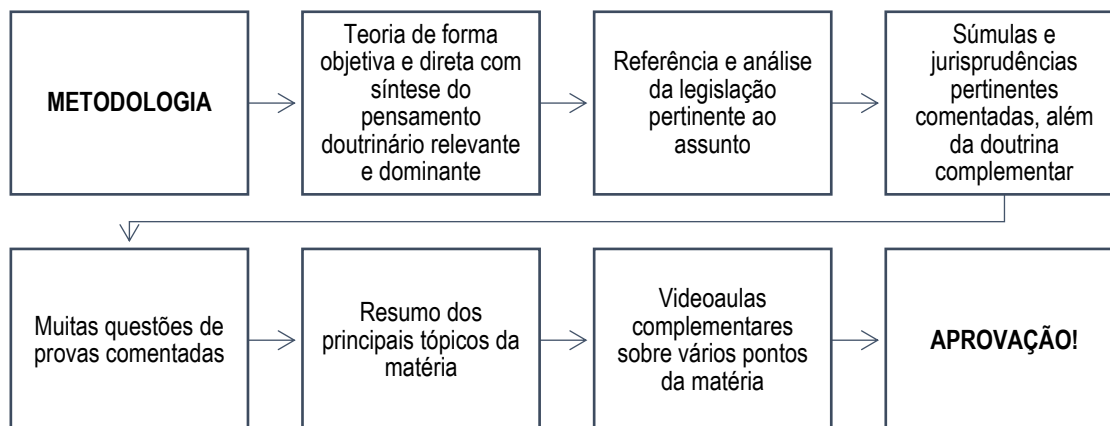 METODOLOGIA
Teoria de forma
objetiva e direta com
síntese do
pensamento
doutrinário relevante
e dominante
Referência e análise
da legislação
pertinente ao
assunto
Súmulas e
jurisprudências
pertinentes
comentadas, além
da doutrina
complementar
Muitas questões de
provas comentadas
Resumo dos
principais tópicos da
matéria
Videoaulas
complementares
sobre vários pontos
da matéria
APROVAÇÃO!